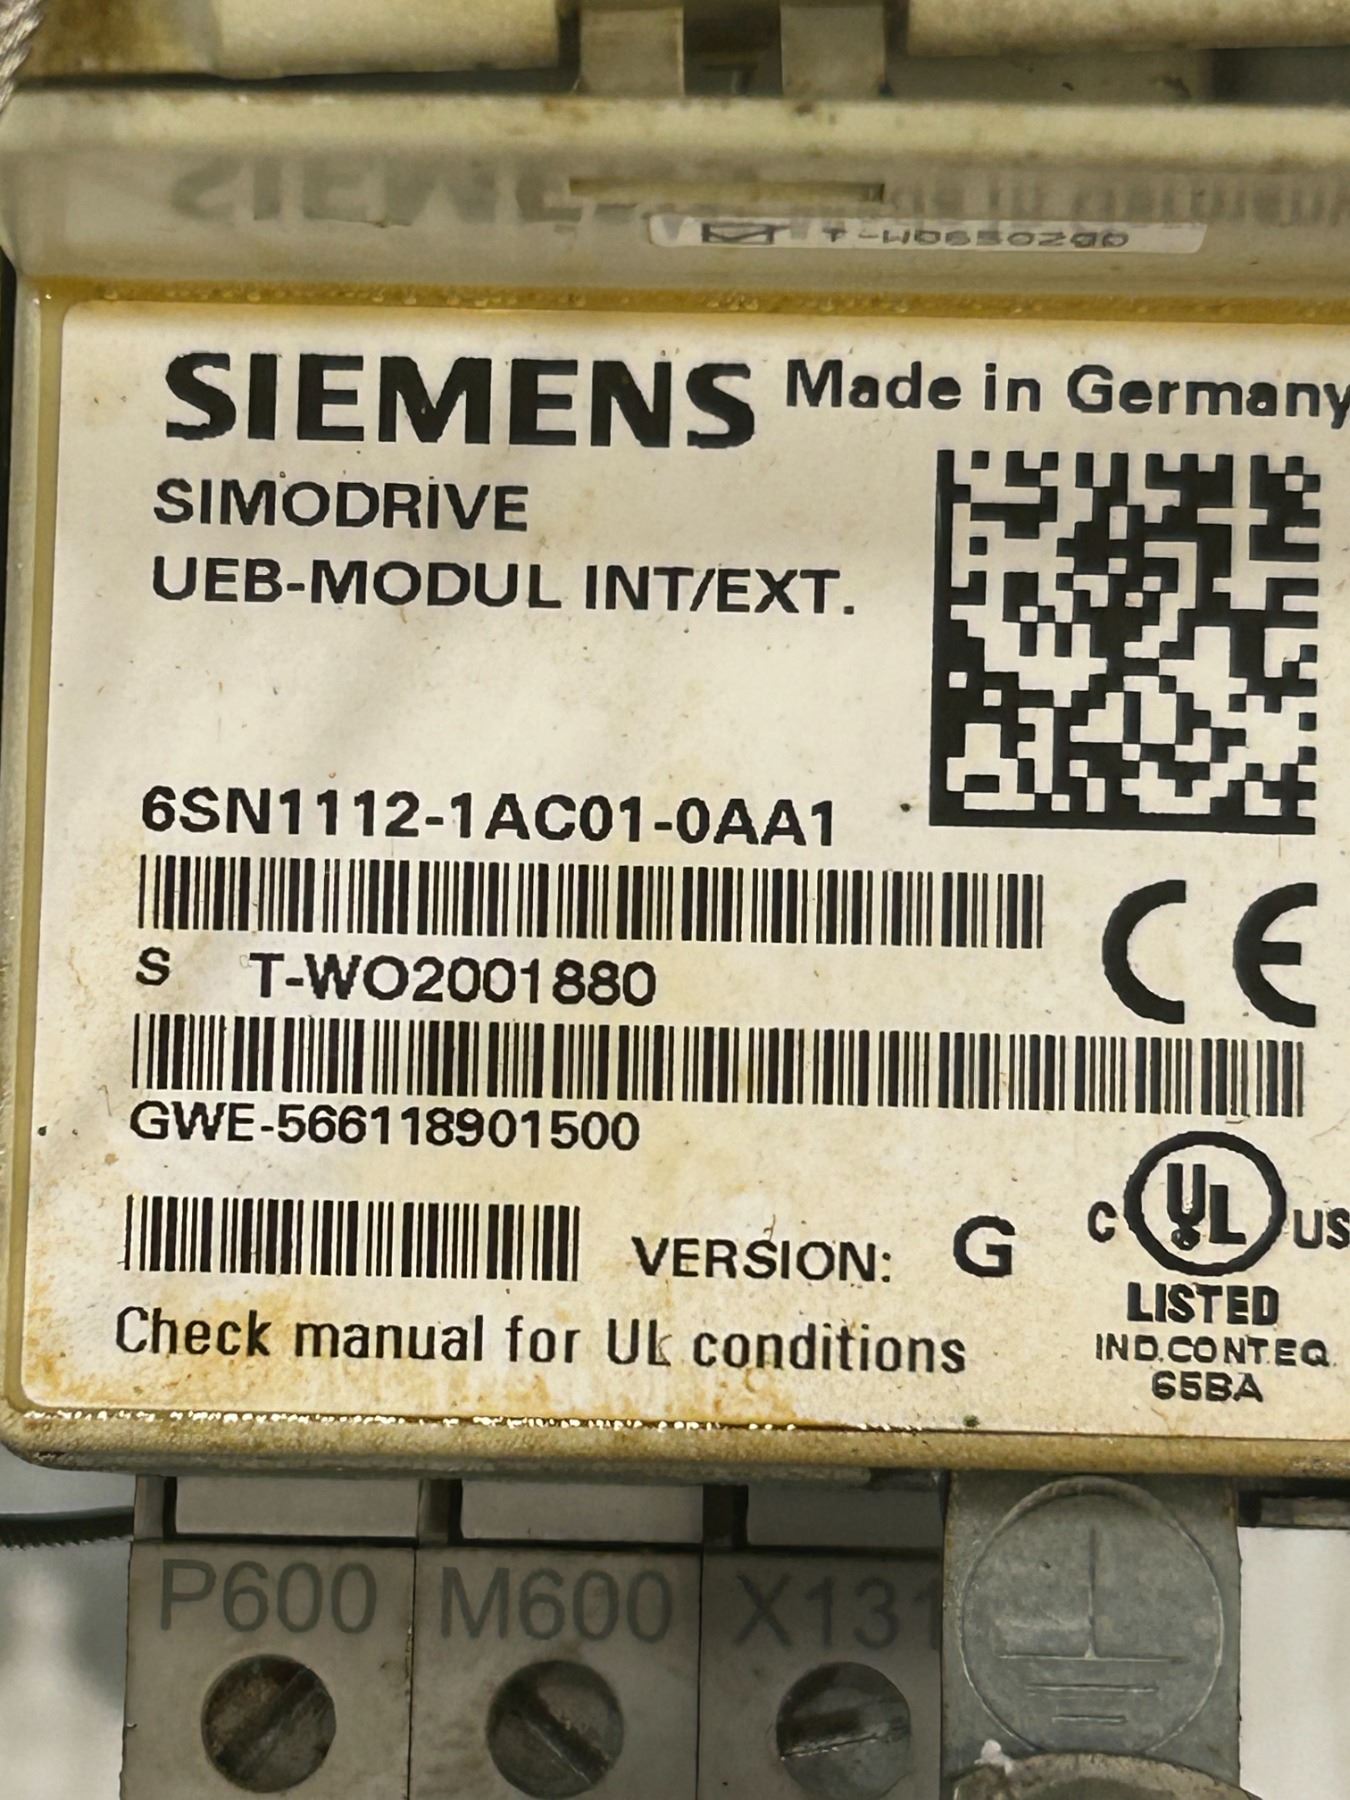 SIEMENS Made in Germany
SIMODRIVE
UEB-MODUL INT/EXT.
6SN1112-1AC01-0AA1
S T-WO2001880
GWE-566118901500
VERSION: G
C UL US
LISTED
IND.CONT.EQ.
65BA
Check manual for UL conditions
P600 M600 X131